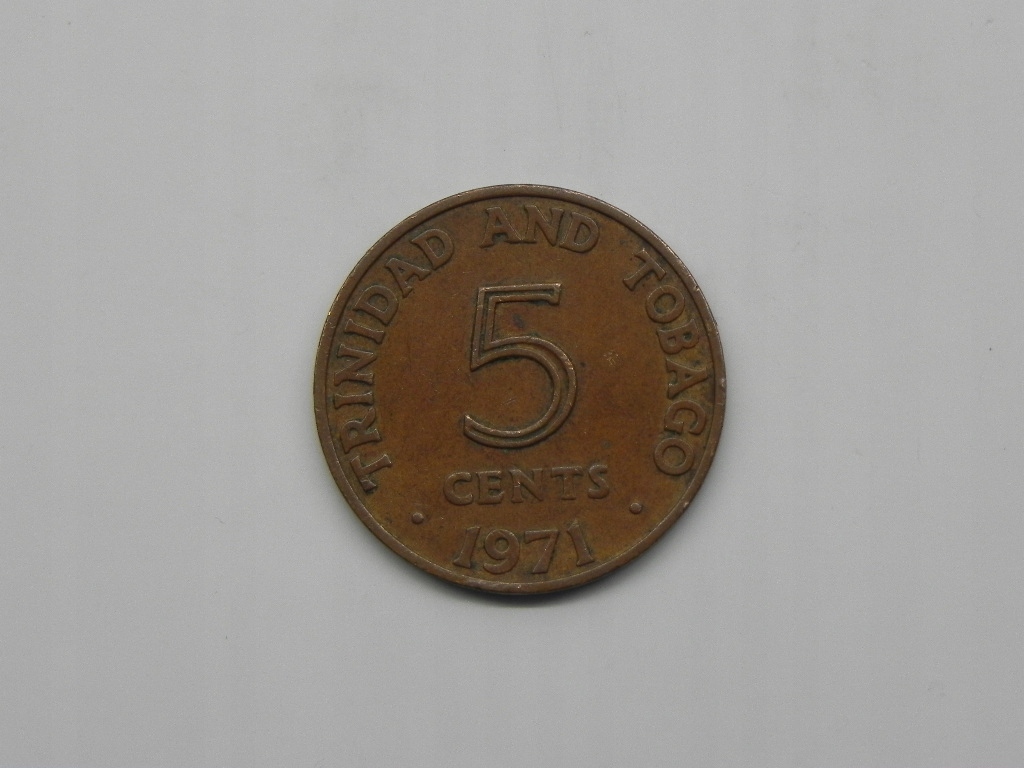 TRINIDAD AND TOBAGO
5
CENTS
· 1971 ·